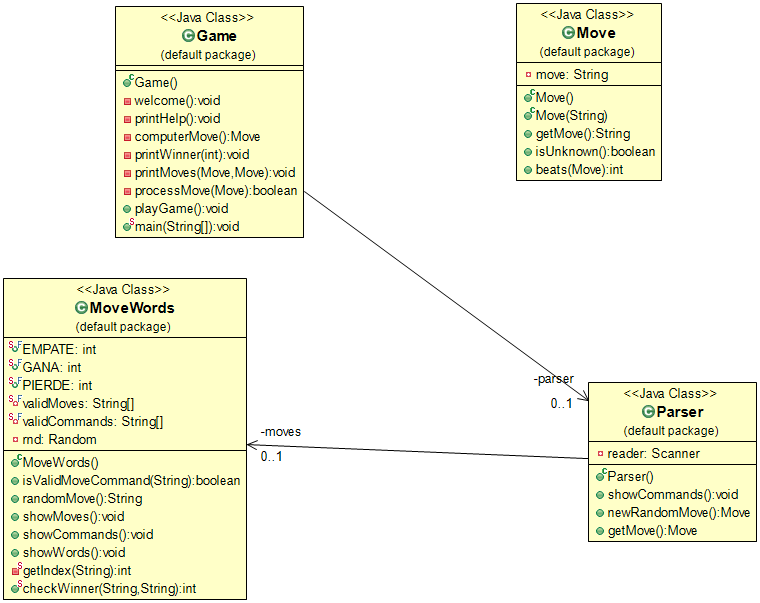 <<Java Class>>
Game
(default package)
Game()
welcome():void
printHelp():void
computerMove():Move
printWinner(int):void
printMoves(Move,Move):void
processMove(Move):boolean
playGame():void
main(String[]):void
<<Java Class>>
Move
(default package)
move: String
Move()
Move(String)
getMove():String
isUnknown():boolean
beats(Move):int
<<Java Class>>
MoveWords
(default package)
EMPATE: int
GANA: int
PIERDE: int
validMoves: String[]
validCommands: String[]
rnd: Random
MoveWords()
isValidMoveCommand(String):boolean
randomMove():String
showMoves():void
showCommands():void
showWords():void
getIndex(String):int
checkWinner(String,String):int
-moves
0..1
-parser
0..1
<<Java Class>>
Parser
(default package)
reader: Scanner
Parser()
showCommands():void
newRandomMove():Move
getMove():Move